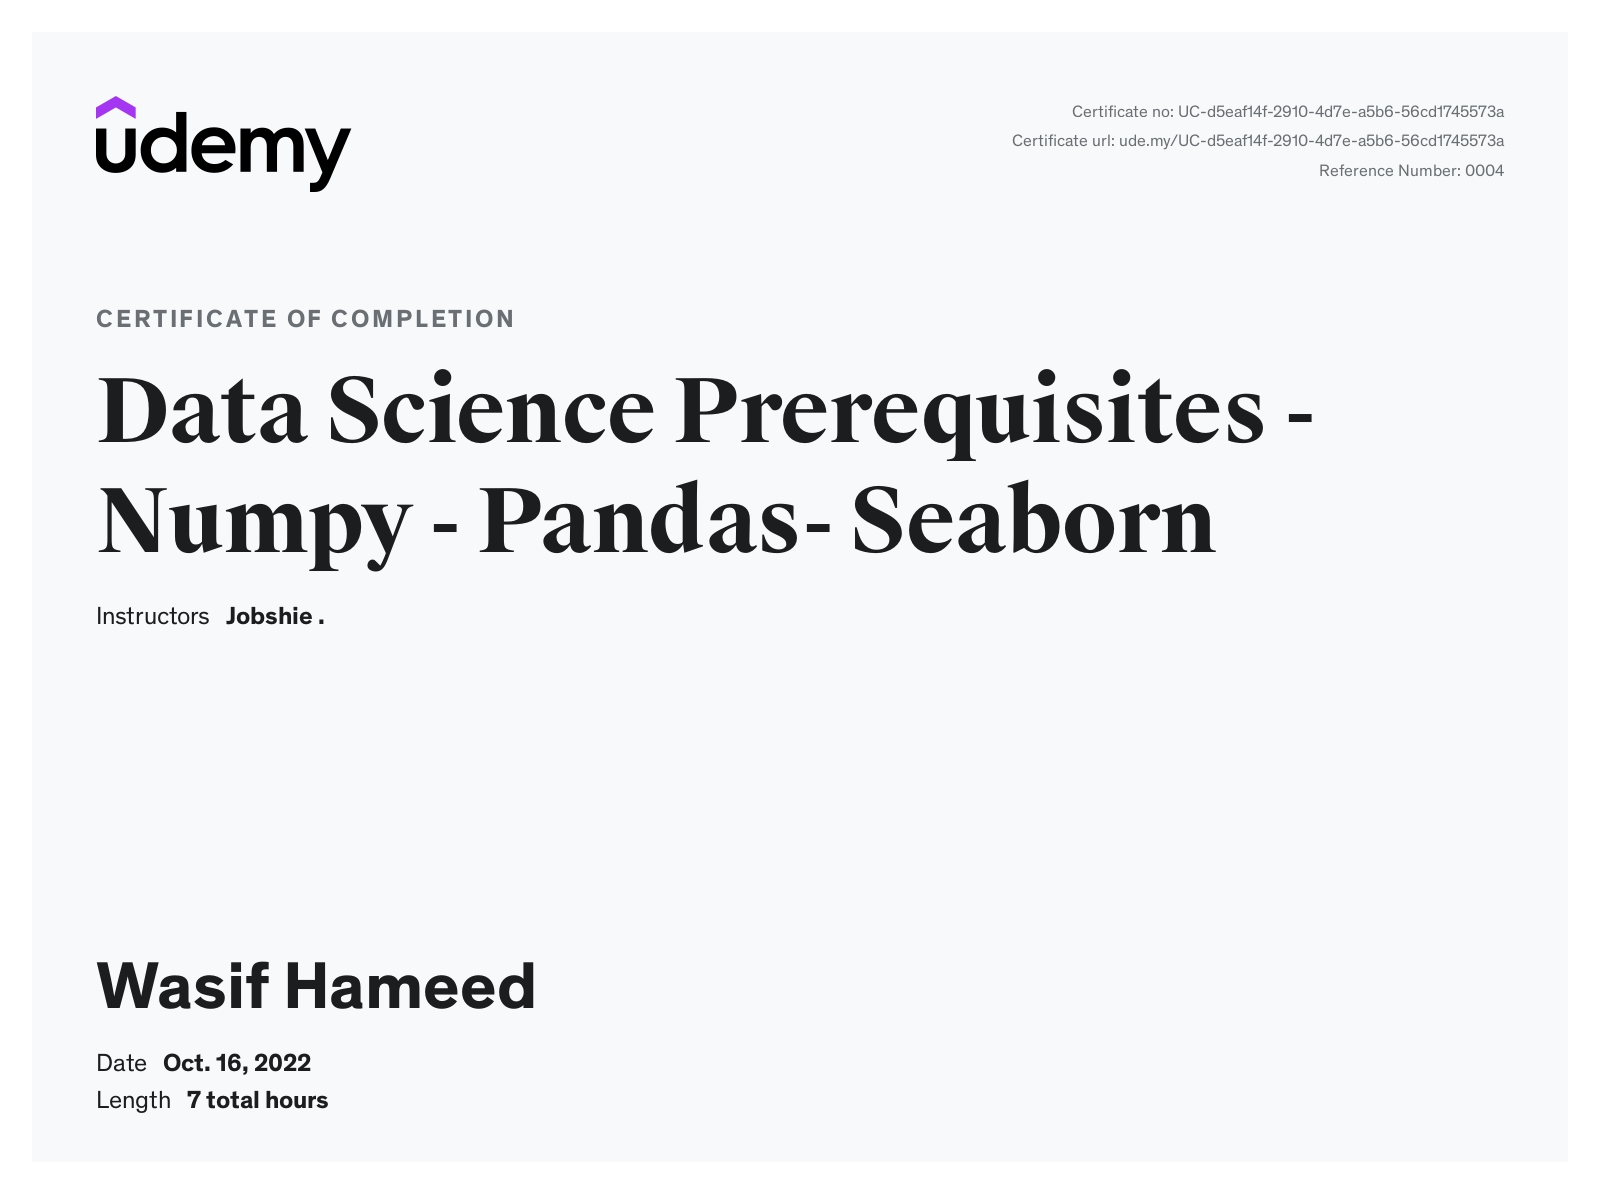 udemy
Certificate no: UC-d5eaf14f-2910-4d7e-a5b6-56cd1745573a
Certificate url: ude.my/UC-d5eaf14f-2910-4d7e-a5b6-56cd1745573a
Reference Number: 0004
CERTIFICATE OF COMPLETION
Data Science Prerequisites -
Numpy - Pandas- Seaborn
Instructors Jobshie .
Wasif Hameed
Date Oct. 16, 2022
Length 7 total hours